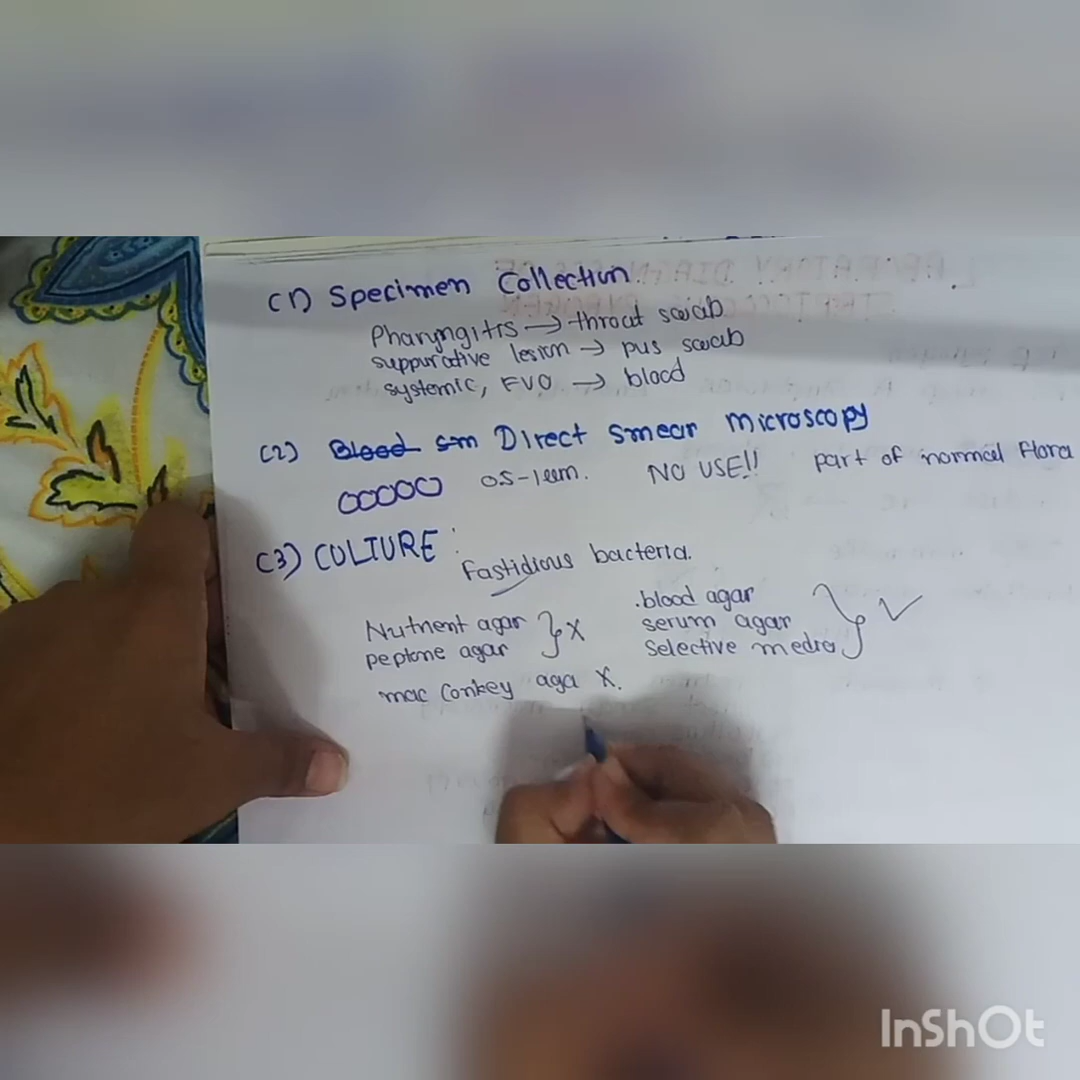 (1) Specimen Collection
Pharyngitis → throat swab
suppurative lesion → pus swab
systemic, FVO → blood
(2) Blood sm Direct smear Microscopy
0.5-1um. NO USE!! part of normal flora
(3) CULTURE:
Fastidious bacteria.
Nutrient agar } X .blood agar
peptone agar serum agar } ✓
mac Conkey aga X. selective media
InShOt